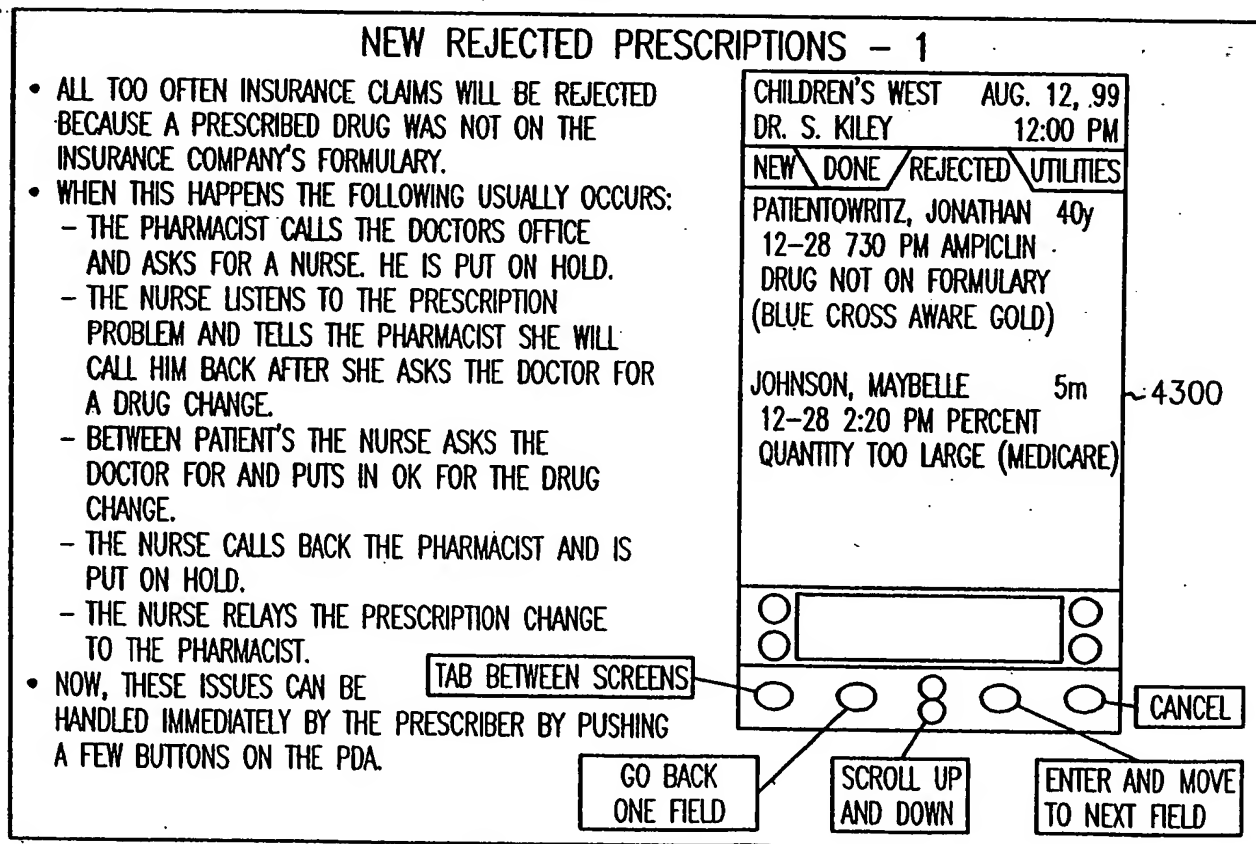 NEW REJECTED PRESCRIPTIONS – 1
• ALL TOO OFTEN INSURANCE CLAIMS WILL BE REJECTED
BECAUSE A PRESCRIBED DRUG WAS NOT ON THE
INSURANCE COMPANY'S FORMULARY.
• WHEN THIS HAPPENS THE FOLLOWING USUALLY OCCURS:
– THE PHARMACIST CALLS THE DOCTORS OFFICE
AND ASKS FOR A NURSE. HE IS PUT ON HOLD.
– THE NURSE LISTENS TO THE PRESCRIPTION
PROBLEM AND TELLS THE PHARMACIST SHE WILL
CALL HIM BACK AFTER SHE ASKS THE DOCTOR FOR
A DRUG CHANGE.
– BETWEEN PATIENT'S THE NURSE ASKS THE
DOCTOR FOR AND PUTS IN OK FOR THE DRUG
CHANGE.
– THE NURSE CALLS BACK THE PHARMACIST AND IS
PUT ON HOLD.
– THE NURSE RELAYS THE PRESCRIPTION CHANGE
TO THE PHARMACIST.
• NOW, THESE ISSUES CAN BE
HANDLED IMMEDIATELY BY THE PRESCRIBER BY PUSHING
A FEW BUTTONS ON THE PDA.
CHILDREN'S WEST AUG. 12, .99
DR. S. KILEY 12:00 PM
NEW DONE REJECTED UTILITIES
PATIENTOWRITZ, JONATHAN 40y
12–28 730 PM AMPICLIN
DRUG NOT ON FORMULARY
(BLUE CROSS AWARE GOLD)
JOHNSON, MAYBELLE 5m
12–28 2:20 PM PERCENT
QUANTITY TOO LARGE (MEDICARE)
4300
TAB BETWEEN SCREENS
CANCEL
GO BACK
ONE FIELD
SCROLL UP
AND DOWN
ENTER AND MOVE
TO NEXT FIELD